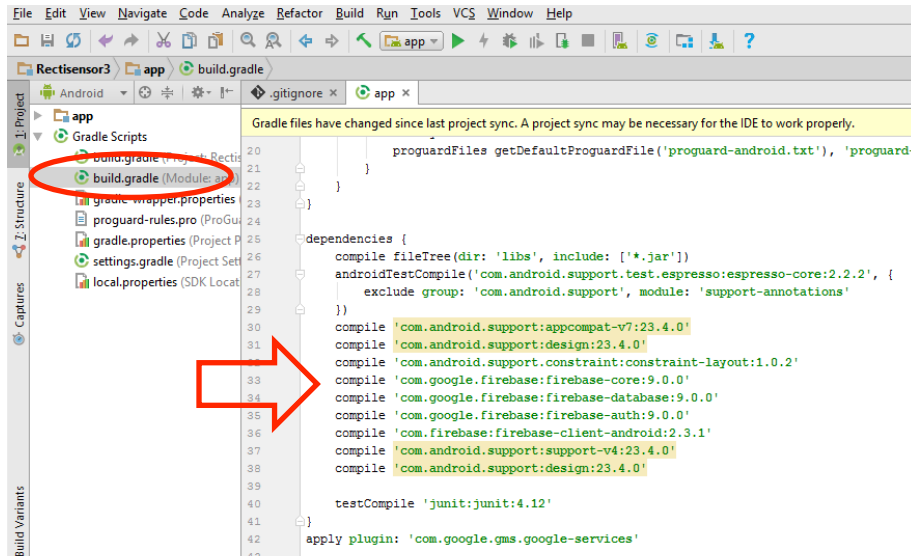 File Edit View Navigate Code Analyze Refactor Build Run Tools VCS Window Help
app
Rectisensor3 app build.gradle
Android .gitignore × app ×
1: Project
Z: Structure
Captures
Build Variants
app
Gradle Scripts
build.gradle (Project: Rectis
build.gradle (Module: app)
gradle-wrapper.properties (
proguard-rules.pro (ProGua
gradle.properties (Project P
settings.gradle (Project Sett
local.properties (SDK Locat
Gradle files have changed since last project sync. A project sync may be necessary for the IDE to work properly.
20 proguardFiles getDefaultProguardFile('proguard-android.txt'), 'proguard-
21 }
22 }
23 }
24
25 dependencies {
26 compile fileTree(dir: 'libs', include: ['*.jar'])
27 androidTestCompile('com.android.support.test.espresso:espresso-core:2.2.2', {
28 exclude group: 'com.android.support', module: 'support-annotations'
29 })
30 compile 'com.android.support:appcompat-v7:23.4.0'
31 compile 'com.android.support:design:23.4.0'
32 compile 'com.android.support.constraint:constraint-layout:1.0.2'
33 compile 'com.google.firebase:firebase-core:9.0.0'
34 compile 'com.google.firebase:firebase-database:9.0.0'
35 compile 'com.google.firebase:firebase-auth:9.0.0'
36 compile 'com.firebase:firebase-client-android:2.3.1'
37 compile 'com.android.support:support-v4:23.4.0'
38 compile 'com.android.support:design:23.4.0'
39
40 testCompile 'junit:junit:4.12'
41 }
42 apply plugin: 'com.google.gms.google-services'